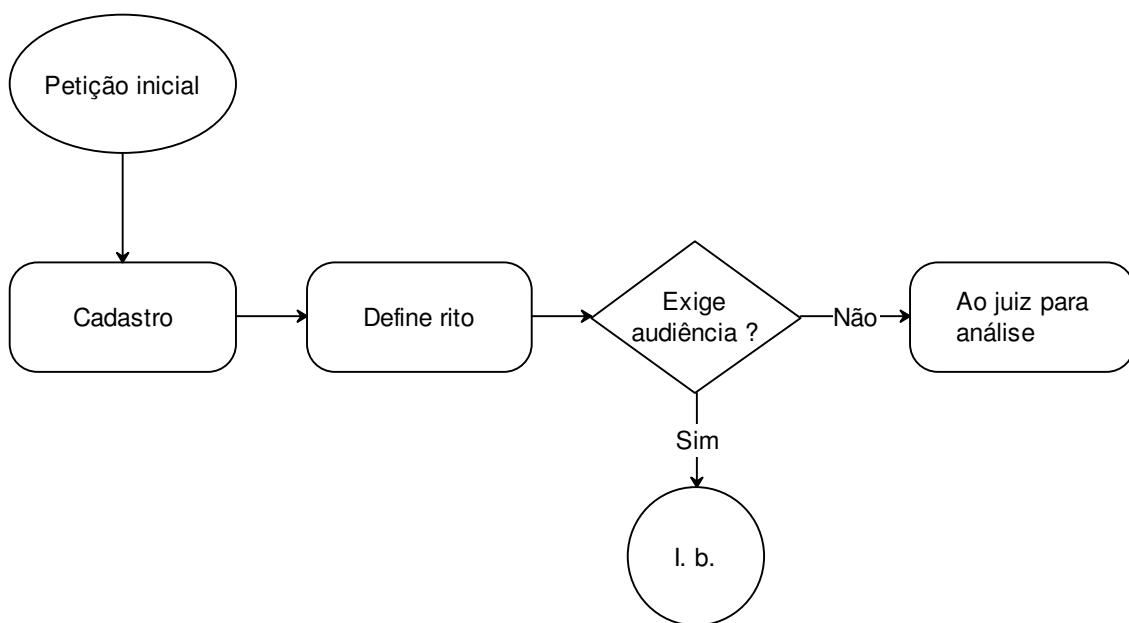 Petição inicial
Cadastro
Define rito
Exige
audiência ?
Não
Ao juiz para
análise
Sim
I. b.